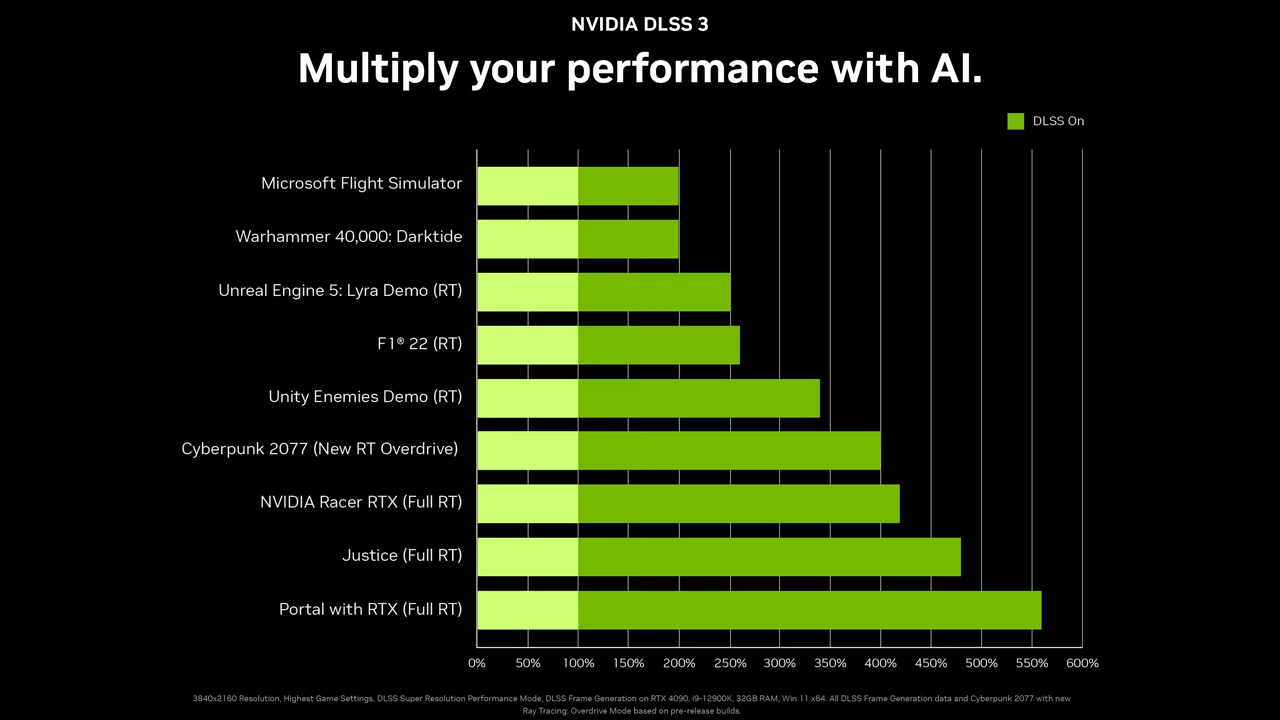 NVIDIA DLSS 3
Multiply your performance with AI.
DLSS On
Microsoft Flight Simulator
Warhammer 40,000: Darktide
Unreal Engine 5: Lyra Demo (RT)
F1® 22 (RT)
Unity Enemies Demo (RT)
Cyberpunk 2077 (New RT Overdrive)
NVIDIA Racer RTX (Full RT)
Justice (Full RT)
Portal with RTX (Full RT)
0% 50% 100% 150% 200% 250% 300% 350% 400% 450% 500% 550% 600%
3840x2160 Resolution, Highest Game Settings, DLSS Super Resolution Performance Mode, DLSS Frame Generation on RTX 4090, i9-12900K, 32GB RAM, Win 11 x64. All DLSS Frame Generation data and Cyberpunk 2077 with new
Ray Tracing: Overdrive Mode based on pre-release builds.